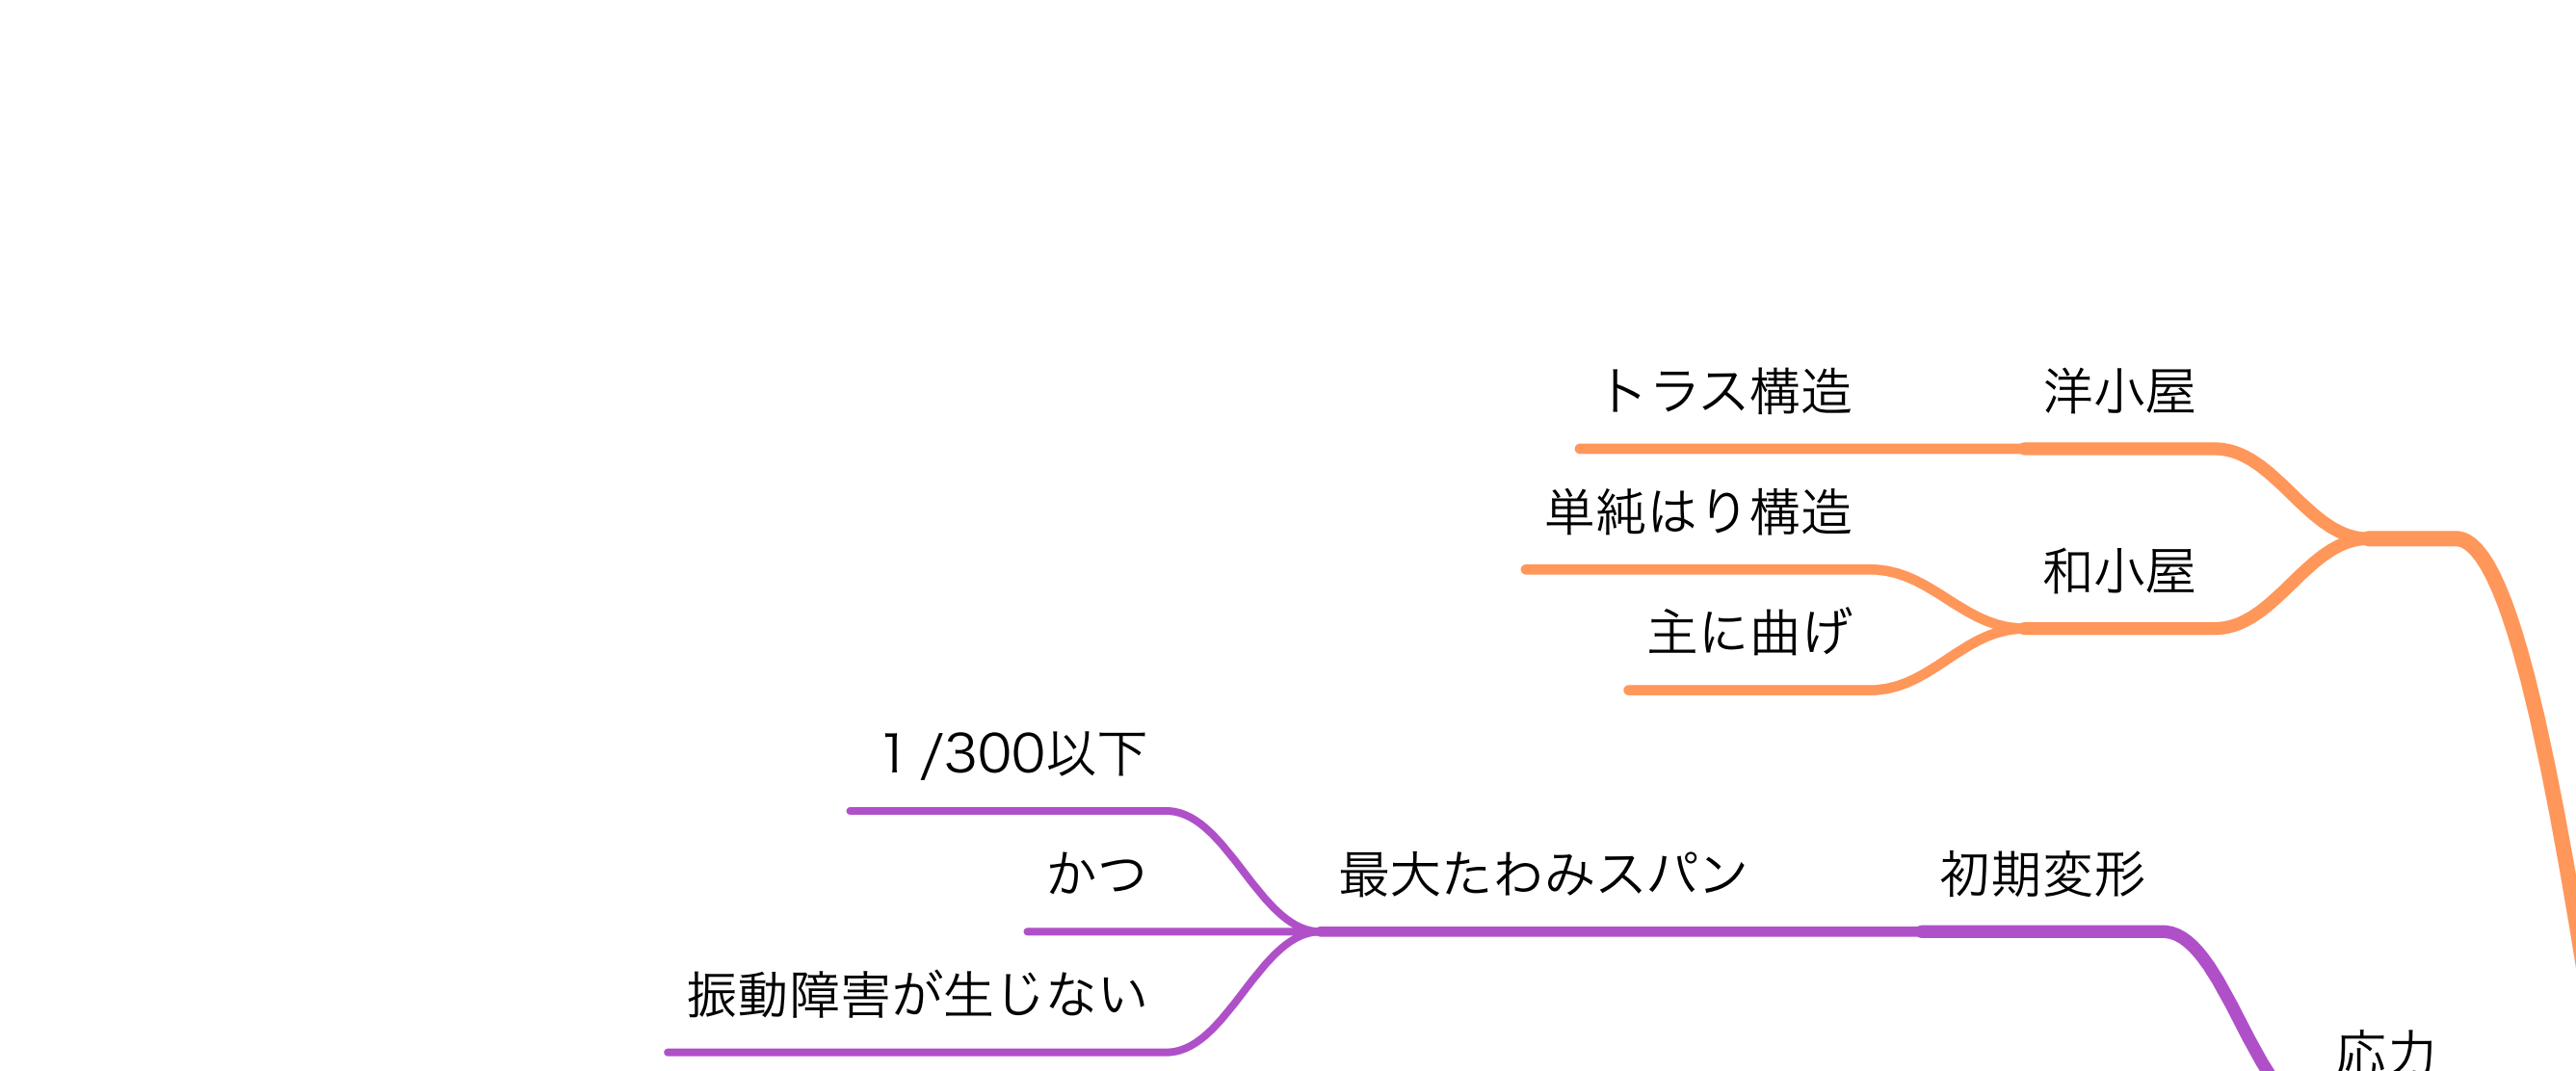 トラス構造
洋小屋
単純はり構造
和小屋
主に曲げ
1/300以下
かつ
最大たわみスパン
初期変形
振動障害が生じない
応力